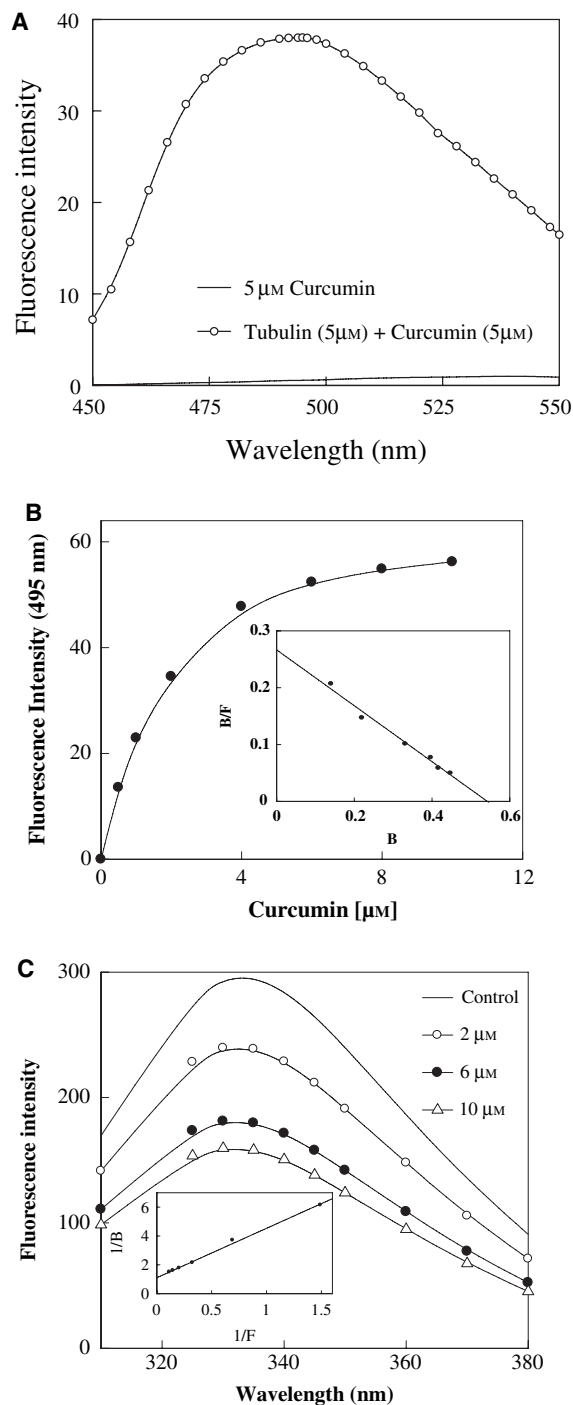 A
Fluorescence intensity
40
30
20
10
0
5 μM Curcumin
Tubulin (5μM) + Curcumin (5μM)
450 475 500 525 550
Wavelength (nm)
B
Fluorescence Intensity (495 nm)
60
40
20
0
0.3
0.2
0.1
0
B/F
0 0.2 0.4 0.6
B
0 4 8 12
Curcumin [μM]
C
Fluorescence intensity
300
200
100
0
Control
2 μM
6 μM
10 μM
6
4
2
0
1/B
0 0.5 1 1.5
1/F
320 340 360 380
Wavelength (nm)